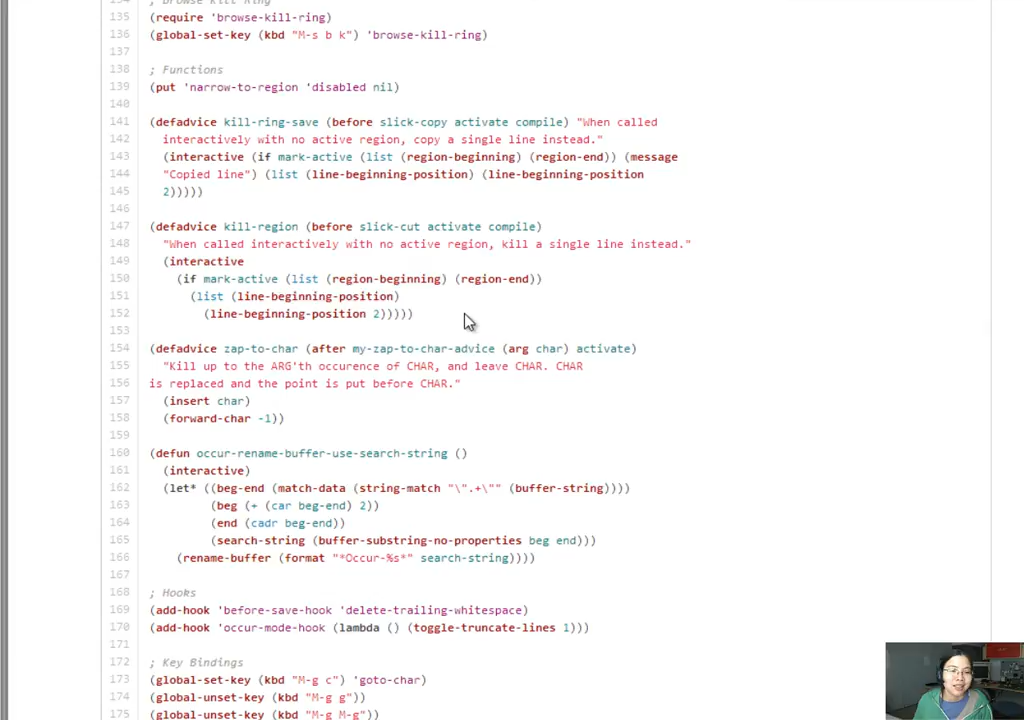 134 ; Browse Kill Ring
135 (require 'browse-kill-ring)
136 (global-set-key (kbd "M-s b k") 'browse-kill-ring)
137
138 ; Functions
139 (put 'narrow-to-region 'disabled nil)
140
141 (defadvice kill-ring-save (before slick-copy activate compile) "When called
142 interactively with no active region, copy a single line instead."
143 (interactive (if mark-active (list (region-beginning) (region-end)) (message
144 "Copied line") (list (line-beginning-position) (line-beginning-position
145 2)))))
146
147 (defadvice kill-region (before slick-cut activate compile)
148 "When called interactively with no active region, kill a single line instead."
149 (interactive
150 (if mark-active (list (region-beginning) (region-end))
151 (list (line-beginning-position)
152 (line-beginning-position 2)))))
153
154 (defadvice zap-to-char (after my-zap-to-char-advice (arg char) activate)
155 "Kill up to the ARG'th occurence of CHAR, and leave CHAR. CHAR
156 is replaced and the point is put before CHAR."
157 (insert char)
158 (forward-char -1))
159
160 (defun occur-rename-buffer-use-search-string ()
161 (interactive)
162 (let* ((beg-end (match-data (string-match "\".+\"" (buffer-string))))
163 (beg (+ (car beg-end) 2))
164 (end (cadr beg-end))
165 (search-string (buffer-substring-no-properties beg end)))
166 (rename-buffer (format "*Occur-%s*" search-string))))
167
168 ; Hooks
169 (add-hook 'before-save-hook 'delete-trailing-whitespace)
170 (add-hook 'occur-mode-hook (lambda () (toggle-truncate-lines 1)))
171
172 ; Key Bindings
173 (global-set-key (kbd "M-g c") 'goto-char)
174 (global-unset-key (kbd "M-g g"))
175 (global-unset-key (kbd "M-g M-g"))